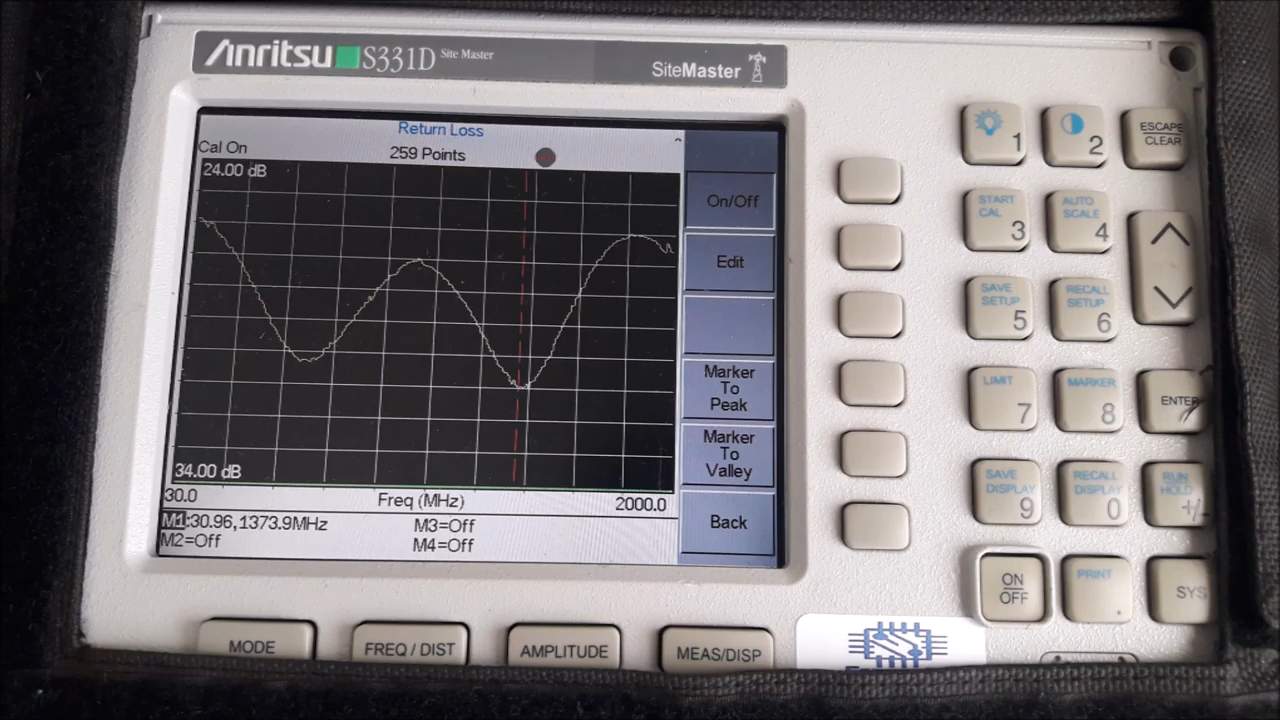 Anritsu S331D Site Master
SiteMaster
Return Loss
Cal On
259 Points
24.00 dB
34.00 dB
30.0
Freq (MHz)
2000.0
M1:30.96,1373.9MHz
M3=Off
M2=Off
M4=Off
On/Off
Edit
Marker
To
Peak
Marker
To
Valley
Back
1
2
ESCAPE
CLEAR
START
CAL
3
AUTO
SCALE
4
SAVE
SETUP
5
RECALL
SETUP
6
LIMIT
7
MARKER
8
ENTER
SAVE
DISPLAY
9
RECALL
DISPLAY
0
RUN
HOLD
+/-
ON
OFF
PRINT
.
SYS
MODE
FREQ / DIST
AMPLITUDE
MEAS/DISP